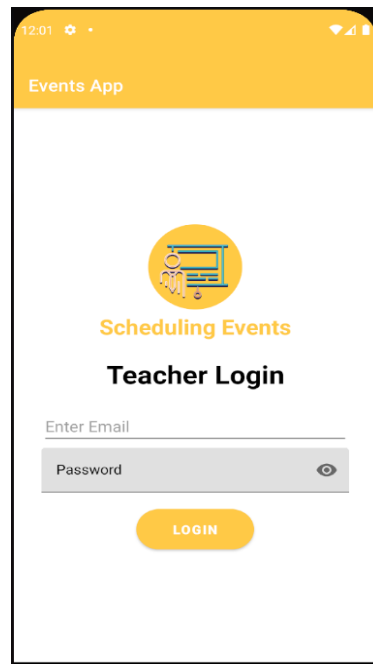 12:01
Events App
Scheduling Events
Teacher Login
Enter Email
Password
LOGIN